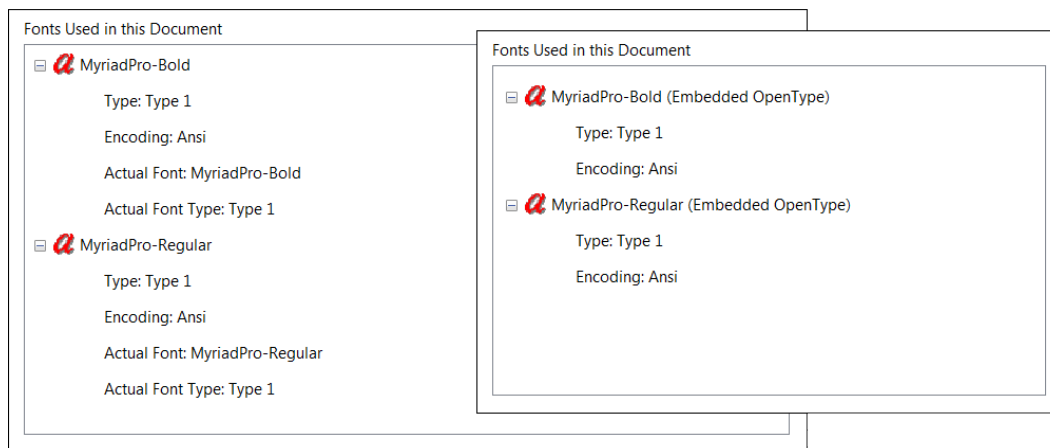 Fonts Used in this Document
MyriadPro-Bold
Type: Type 1
Encoding: Ansi
Actual Font: MyriadPro-Bold
Actual Font Type: Type 1
MyriadPro-Regular
Type: Type 1
Encoding: Ansi
Actual Font: MyriadPro-Regular
Actual Font Type: Type 1
Fonts Used in this Document
MyriadPro-Bold (Embedded OpenType)
Type: Type 1
Encoding: Ansi
MyriadPro-Regular (Embedded OpenType)
Type: Type 1
Encoding: Ansi